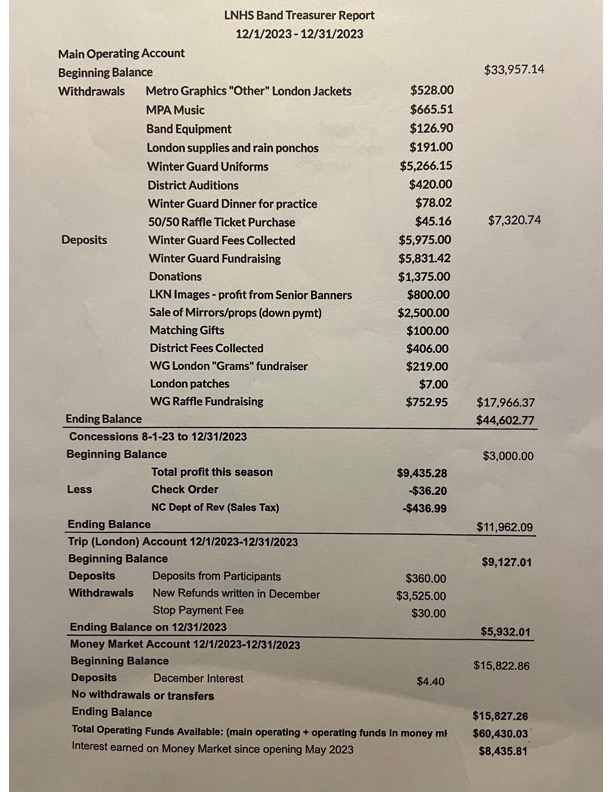 LNHS Band Treasurer Report
12/1/2023 - 12/31/2023
Main Operating Account
Beginning Balance $33,957.14
Withdrawals Metro Graphics "Other" London Jackets $528.00
MPA Music $665.51
Band Equipment $126.90
London supplies and rain ponchos $191.00
Winter Guard Uniforms $5,266.15
District Auditions $420.00
Winter Guard Dinner for practice $78.02
50/50 Raffle Ticket Purchase $45.16 $7,320.74
Deposits Winter Guard Fees Collected $5,975.00
Winter Guard Fundraising $5,831.42
Donations $1,375.00
LKN Images - profit from Senior Banners $800.00
Sale of Mirrors/props (down pymt) $2,500.00
Matching Gifts $100.00
District Fees Collected $406.00
WG London "Grams" fundraiser $219.00
London patches $7.00
WG Raffle Fundraising $752.95 $17,966.37
Ending Balance $44,602.77
Concessions 8-1-23 to 12/31/2023
Beginning Balance $3,000.00
Total profit this season $9,435.28
Less Check Order -$36.20
NC Dept of Rev (Sales Tax) -$436.99
Ending Balance $11,962.09
Trip (London) Account 12/1/2023-12/31/2023
Beginning Balance $9,127.01
Deposits Deposits from Participants $360.00
Withdrawals New Refunds written in December $3,525.00
Stop Payment Fee $30.00
Ending Balance on 12/31/2023 $5,932.01
Money Market Account 12/1/2023-12/31/2023
Beginning Balance $15,822.86
Deposits December Interest $4.40
No withdrawals or transfers
Ending Balance $15,827.26
Total Operating Funds Available: (main operating + operating funds in money $60,430.03
Interest earned on Money Market since opening May 2023 $8,435.81